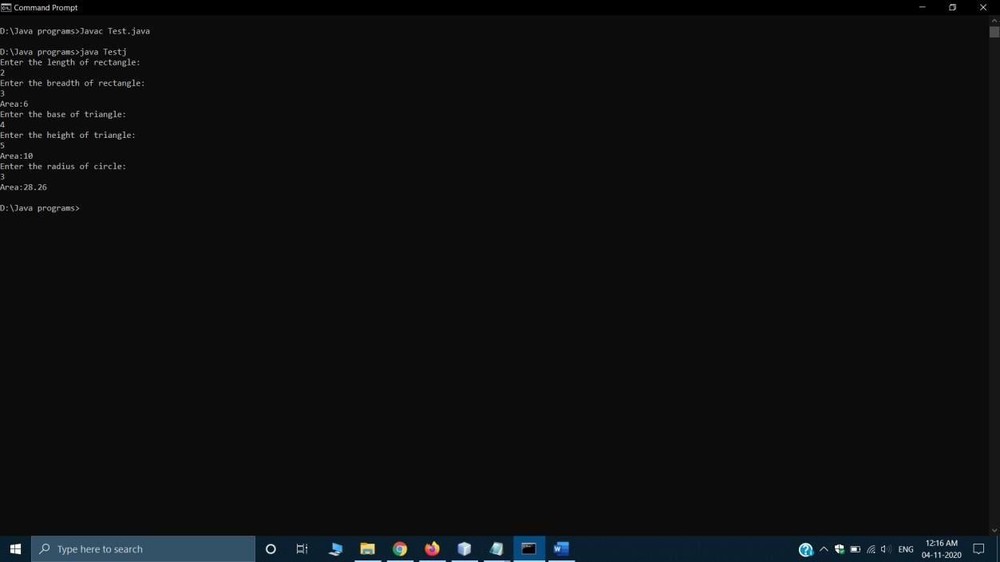 Command Prompt
D:\Java programs>Javac Test.java
D:\Java programs>java Testj
Enter the length of rectangle:
2
Enter the breadth of rectangle:
3
Area:6
Enter the base of triangle:
4
Enter the height of triangle:
5
Area:10
Enter the radius of circle:
3
Area:28.26
D:\Java programs>
Type here to search
ENG
12:16 AM
04-11-2020